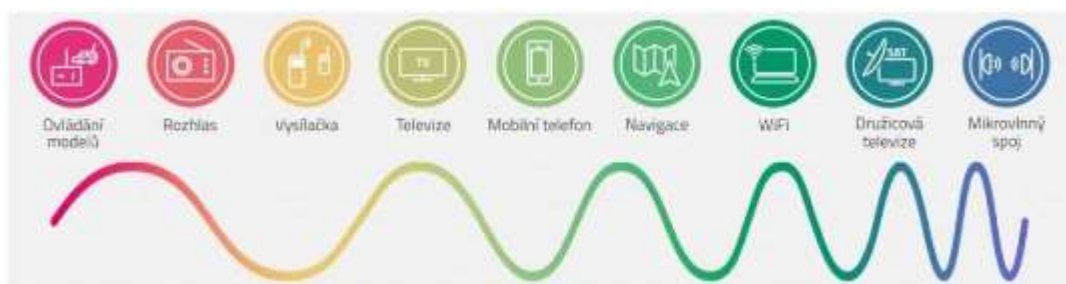 TV
SAT
Ovládání
modelů
Rozhlas
Vysílačka
Televize
Mobilní telefon
Navigace
WiFi
Družicová
televize
Mikrovlnný
spoj